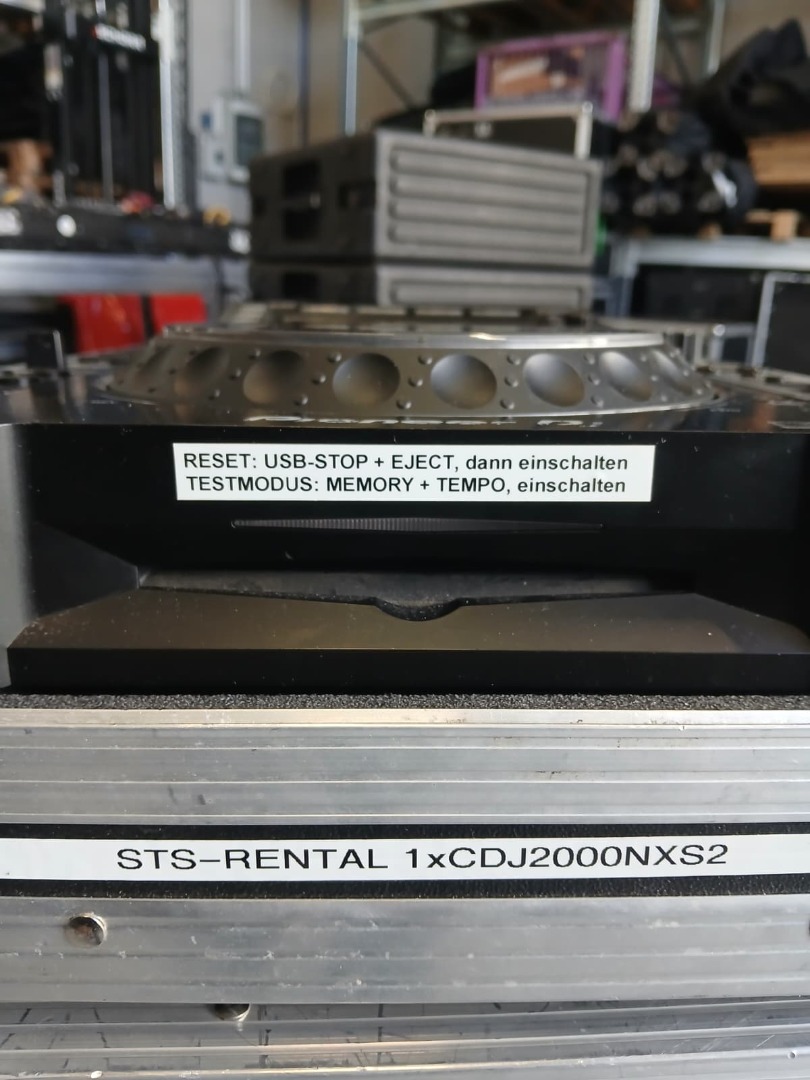 RESET: USB-STOP + EJECT, dann einschalten
TESTMODUS: MEMORY + TEMPO, einschalten
STS-RENTAL 1xCDJ2000NXS2